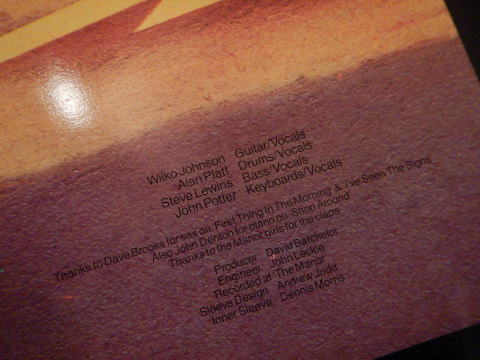 Wilko Johnson Guitar/Vocals
Alan Platt Drums/Vocals
Steve Lewins Bass/Vocals
John Potter Keyboards/Vocals
Thanks to Dave Brooks for sax on 'First Thing In The Morning' & 'I've Seen The Signs'
Also John Denton for piano on 'Shop Around'
Thanks to the Manor girls for the claps
Producer David Batchelor
Engineer John Leckie
Recorded at The Manor
Sleeve Design Andrew Judd
Inner Sleeve Dennis Morris